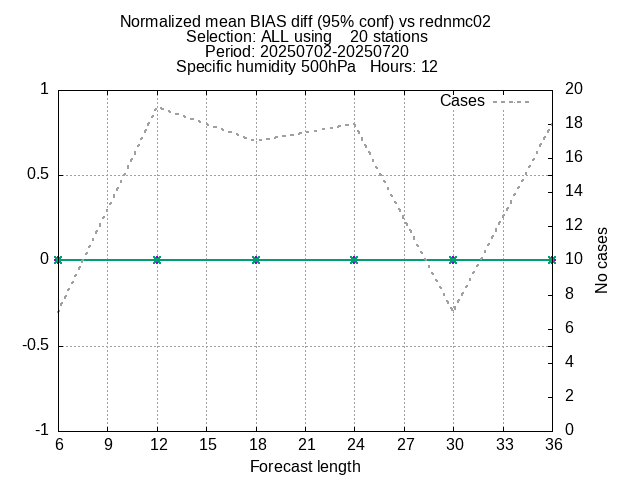 Normalized mean BIAS diff (95% conf) vs rednmc02
Selection: ALL using    20 stations
Period: 20250702-20250720
Specific humidity 500hPa   Hours: 12
Cases
1
0.5
0
-0.5
-1
20
18
16
14
12
10
8
6
4
2
0
No cases
6 9 12 15 18 21 24 27 30 33 36
Forecast length